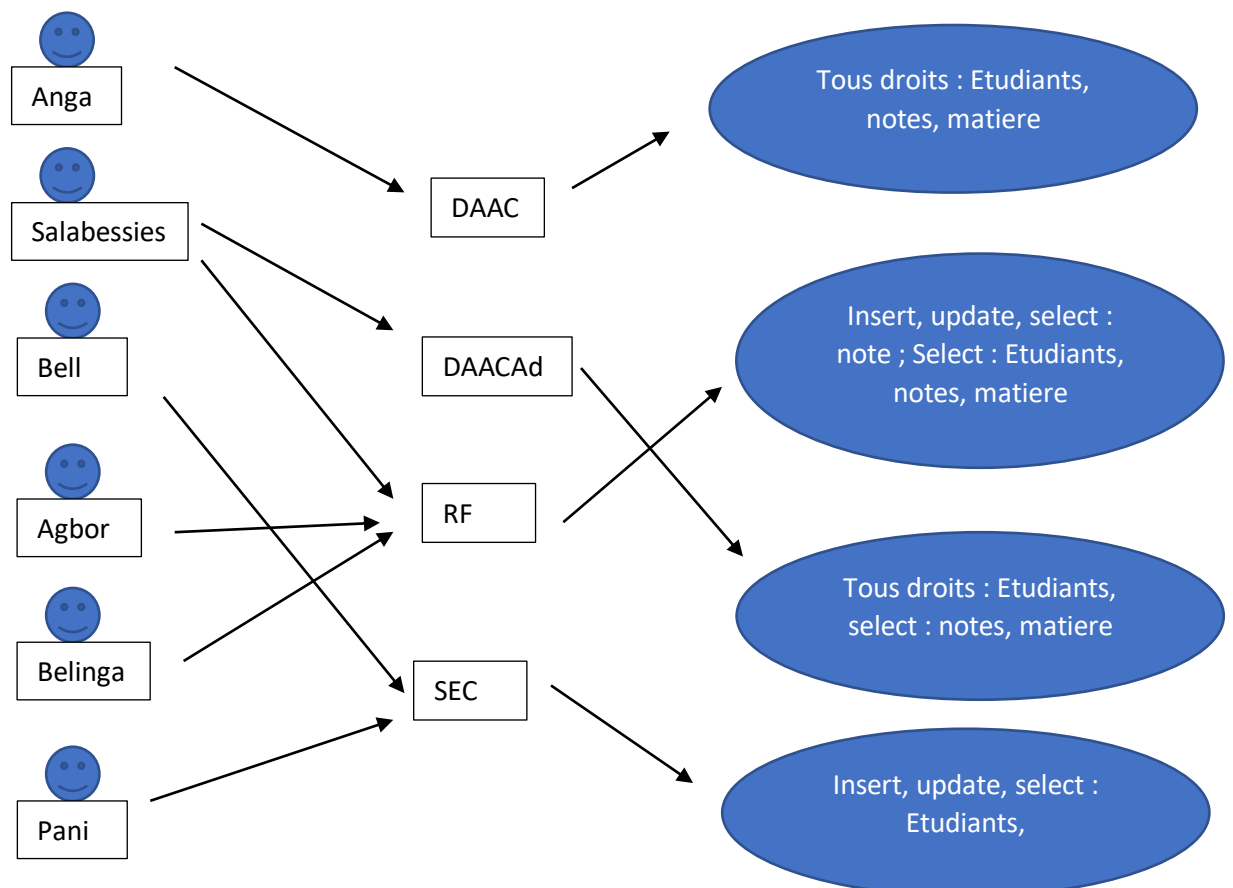 Anga
Salabessies
Bell
Agbor
Belinga
Pani
DAAC
DAACAd
RF
SEC
Tous droits : Etudiants,
notes, matiere
Insert, update, select :
note ; Select : Etudiants,
notes, matiere
Tous droits : Etudiants,
select : notes, matiere
Insert, update, select :
Etudiants,